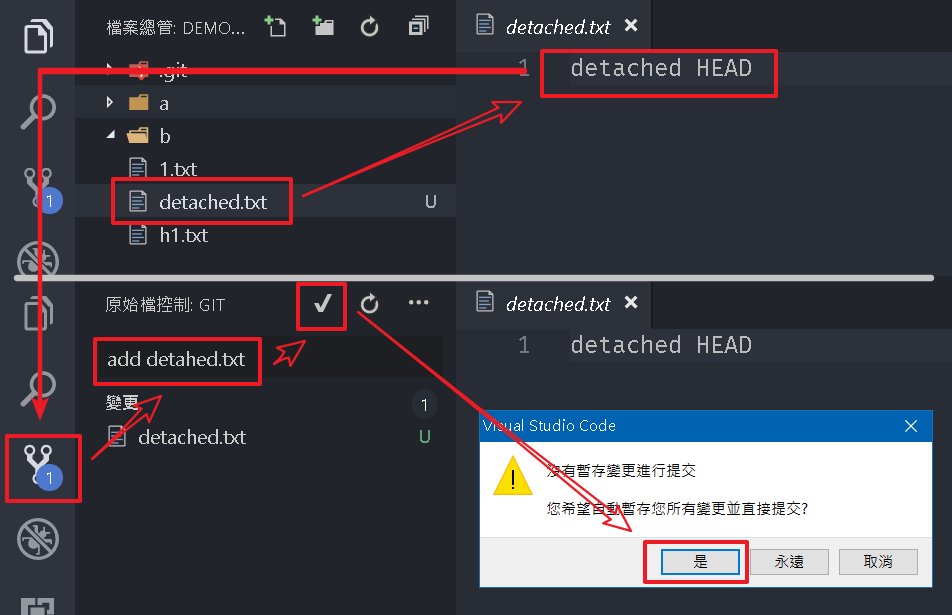 檔案總管: DEMO...
detached.txt
.git
1 detached HEAD
a
b
1.txt
1
detached.txt U
h1.txt
原始檔控制: GIT
detached.txt
1 detached HEAD
add detahed.txt
變更 1
detached.txt U
1
Visual Studio Code
沒有暫存變更進行提交
您希望自動暫存您所有變更並直接提交?
是 永遠 取消